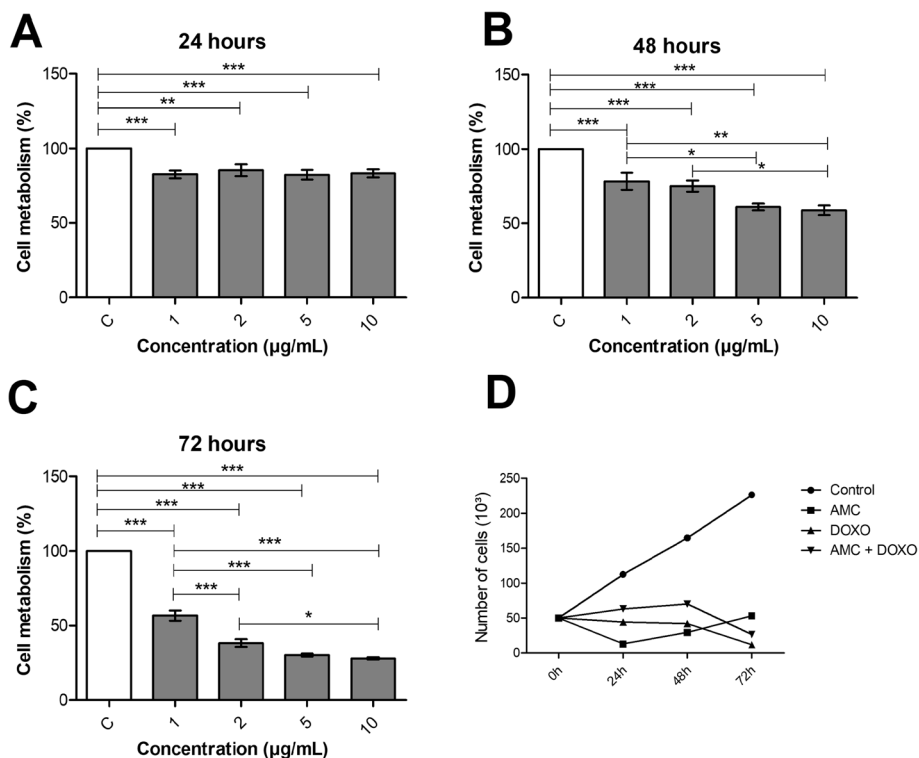 A
24 hours
***
***
**
***
150
100
50
0
Cell metabolism (%)
C
1
2
5
10
Concentration (µg/mL)
B
48 hours
***
***
***
***
**
*
*
150
100
50
0
Cell metabolism (%)
C
1
2
5
10
Concentration (µg/mL)
C
72 hours
***
***
***
***
***
***
***
*
150
100
50
0
Cell metabolism (%)
C
1
2
5
10
Concentration (µg/mL)
D
250
200
150
100
50
0
Number of cells (10³)
0h
24h
48h
72h
Control
AMC
DOXO
AMC + DOXO